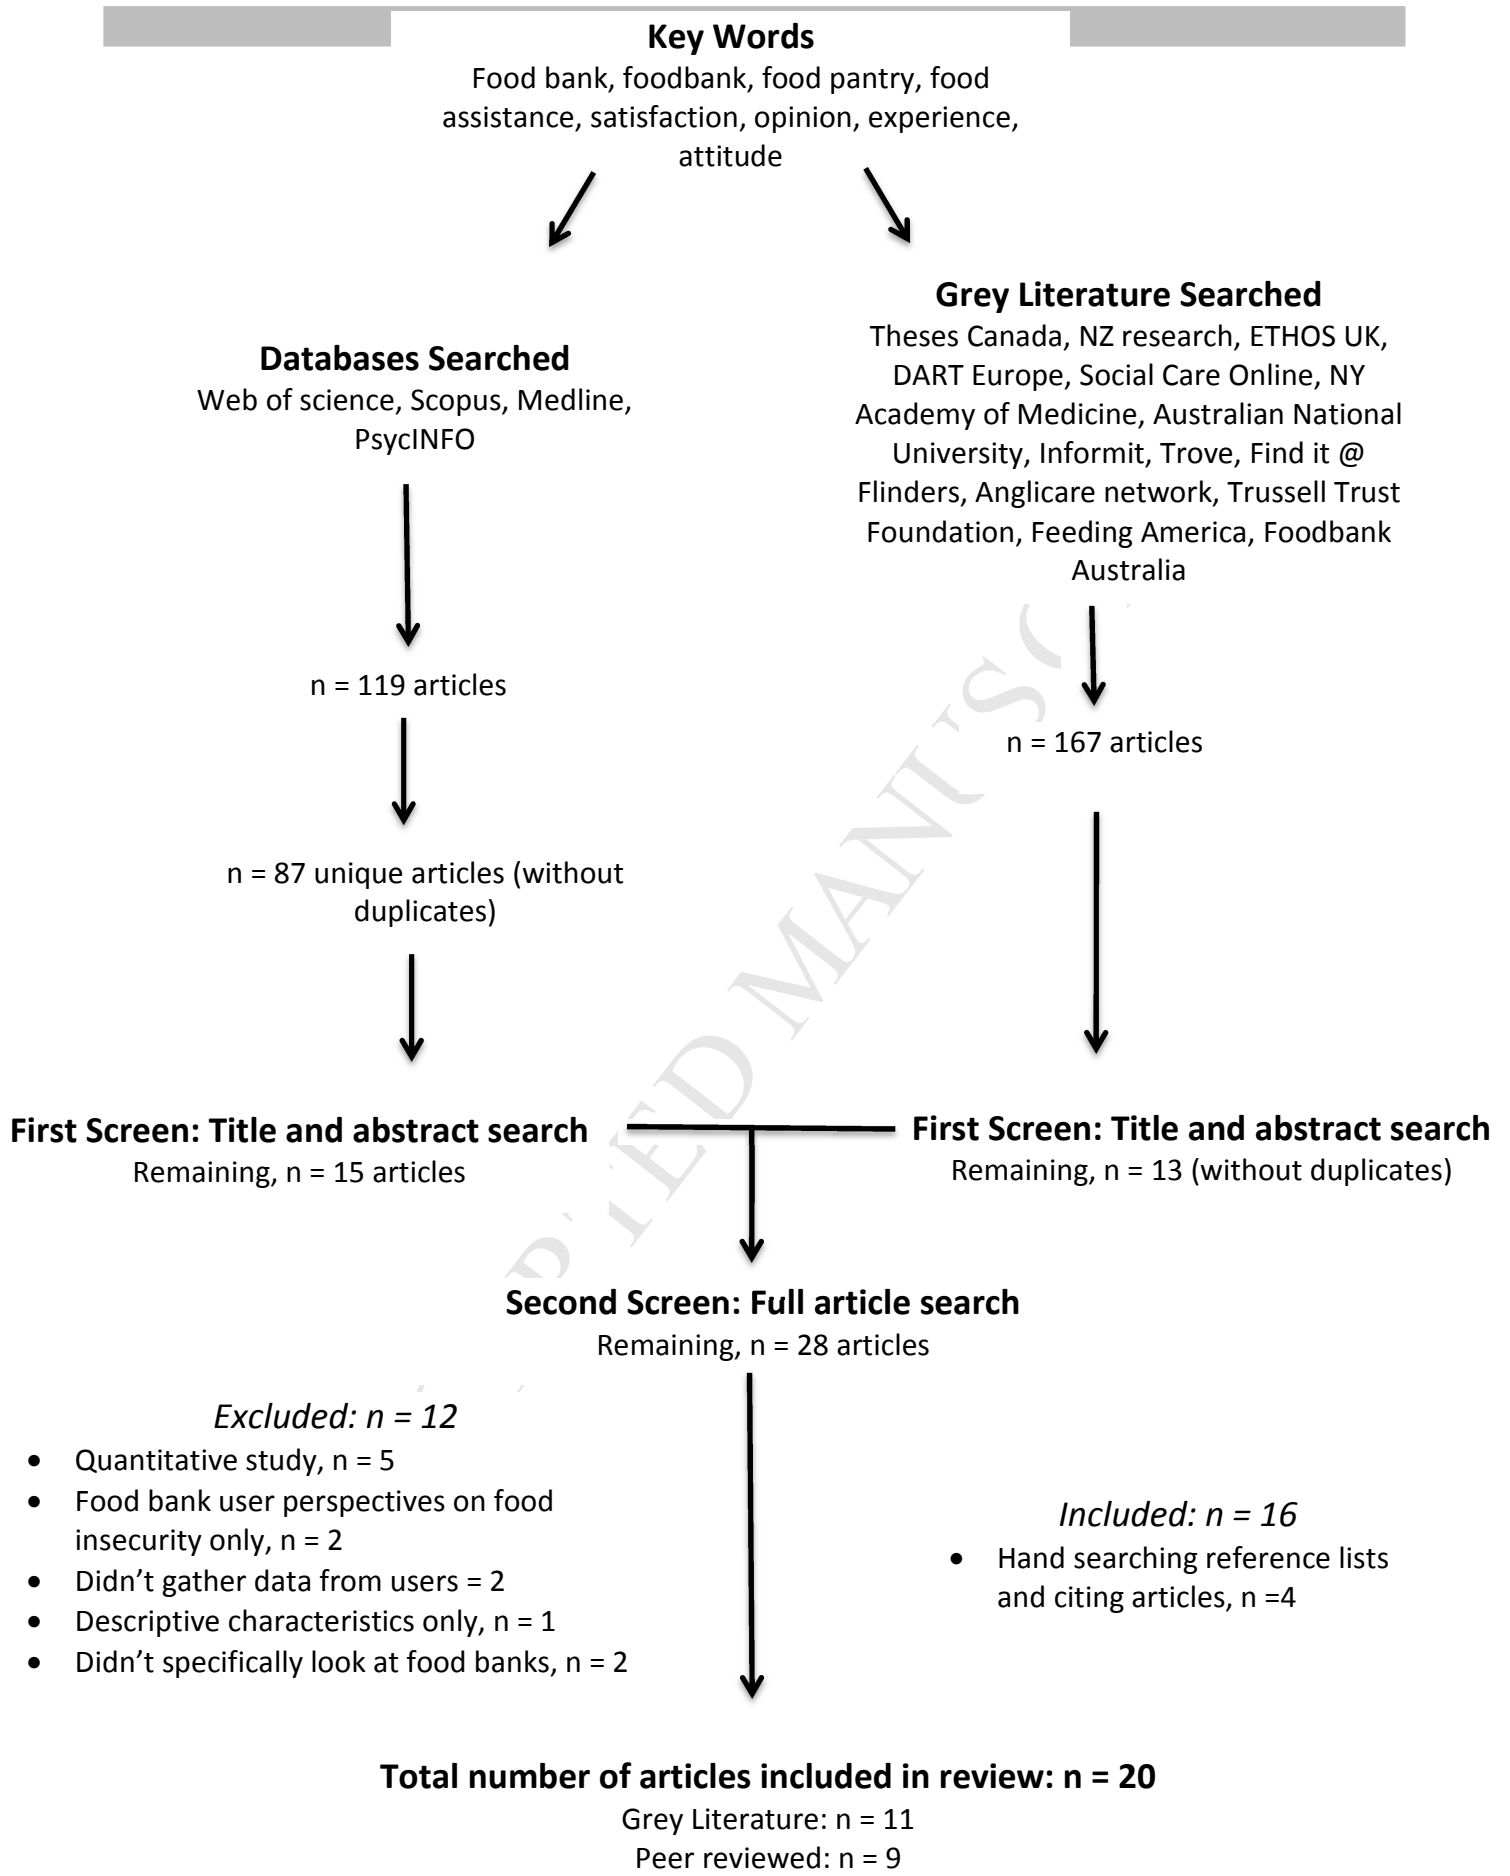 Key Words
Food bank, foodbank, food pantry, food
assistance, satisfaction, opinion, experience,
attitude
Databases Searched
Web of science, Scopus, Medline,
PsycINFO
n = 119 articles
n = 87 unique articles (without
duplicates)
First Screen: Title and abstract search
Remaining, n = 15 articles
Grey Literature Searched
Theses Canada, NZ research, ETHOS UK,
DART Europe, Social Care Online, NY
Academy of Medicine, Australian National
University, Informit, Trove, Find it @
Flinders, Anglicare network, Trussell Trust
Foundation, Feeding America, Foodbank
Australia
n = 167 articles
First Screen: Title and abstract search
Remaining, n = 13 (without duplicates)
Second Screen: Full article search
Remaining, n = 28 articles
Excluded: n = 12
• Quantitative study, n = 5
• Food bank user perspectives on food
insecurity only, n = 2
• Didn’t gather data from users = 2
• Descriptive characteristics only, n = 1
• Didn’t specifically look at food banks, n = 2
Included: n = 16
• Hand searching reference lists
and citing articles, n =4
Total number of articles included in review: n = 20
Grey Literature: n = 11
Peer reviewed: n = 9